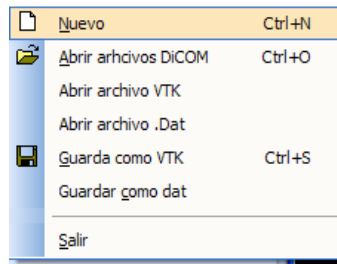 Nuevo Ctrl+N
Abrir arhcivos DiCOM Ctrl+O
Abrir archivo VTK
Abrir archivo .Dat
Guarda como VTK Ctrl+S
Guardar como dat
Salir